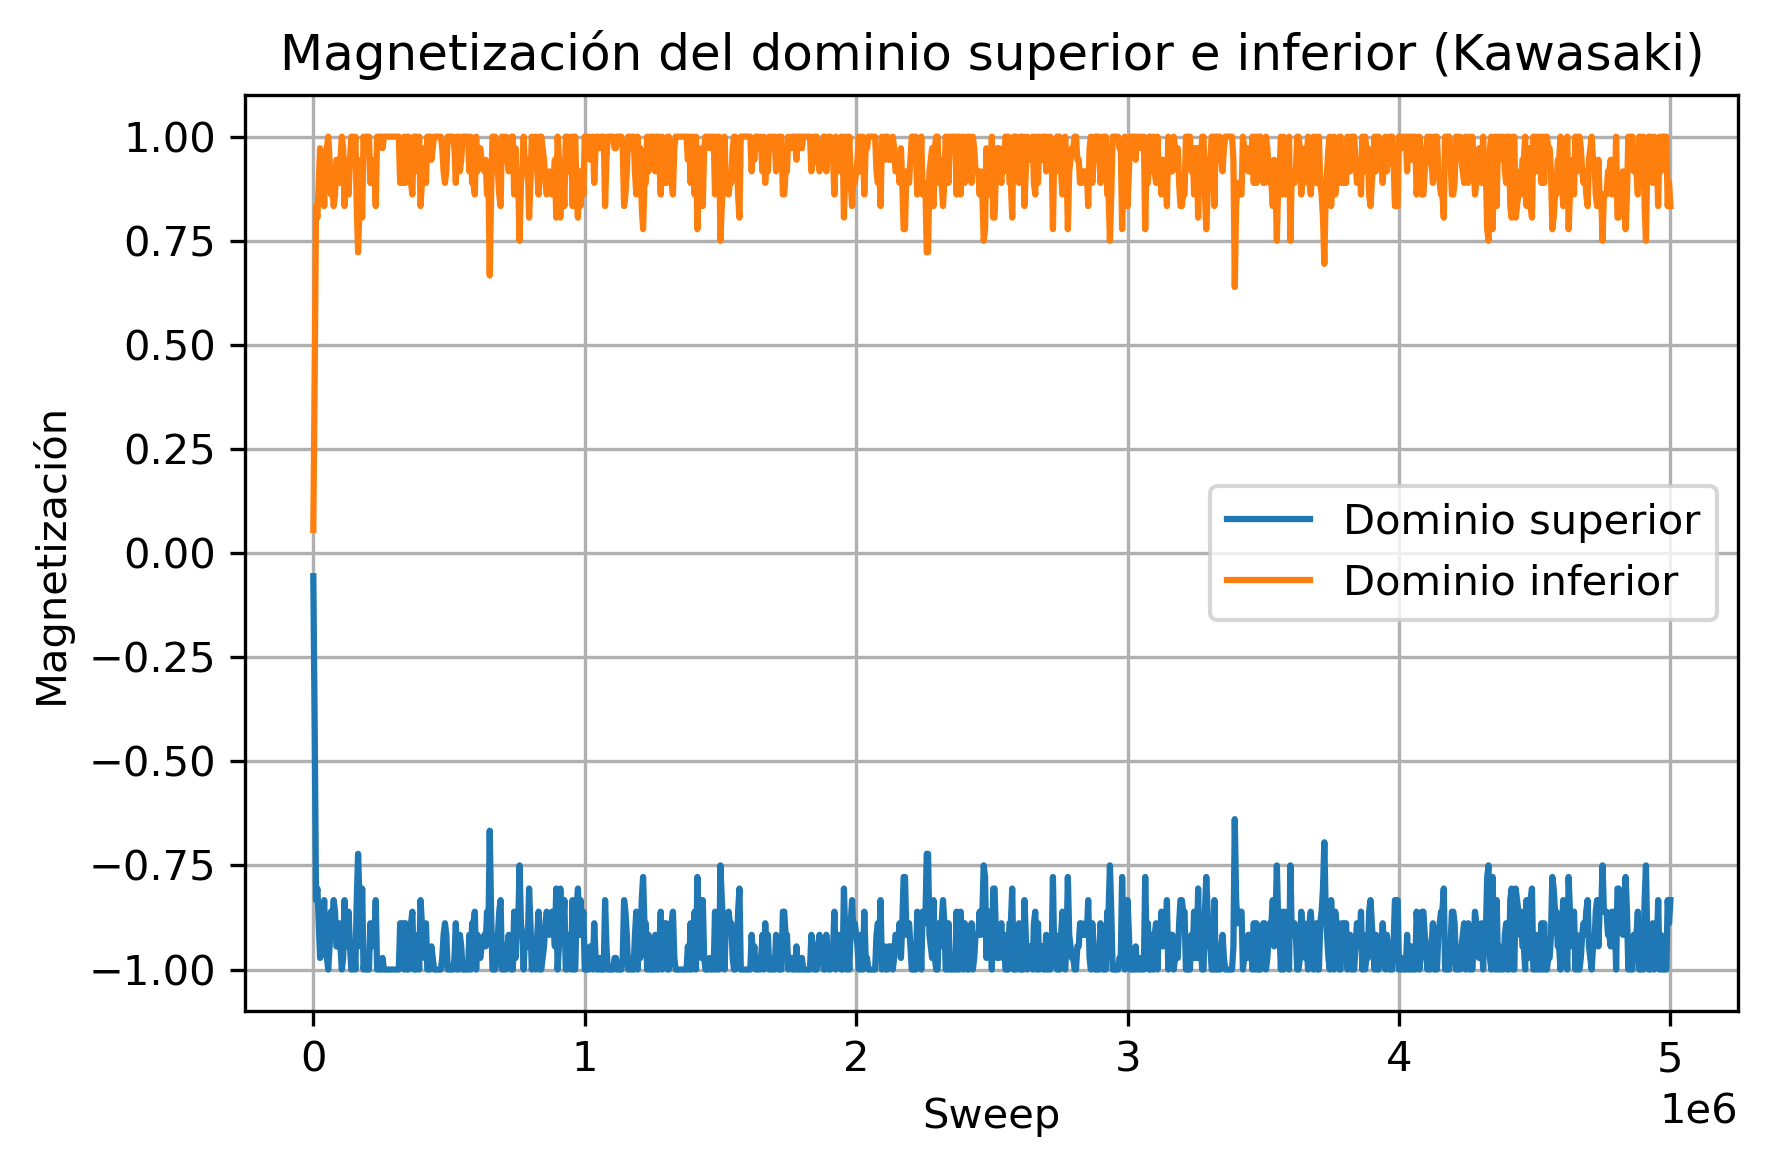 Magnetización del dominio superior e inferior (Kawasaki)
Magnetización
1.00
0.75
0.50
0.25
0.00
−0.25
−0.50
−0.75
−1.00
Dominio superior
Dominio inferior
0 1 2 3 4 5
1e6
Sweep